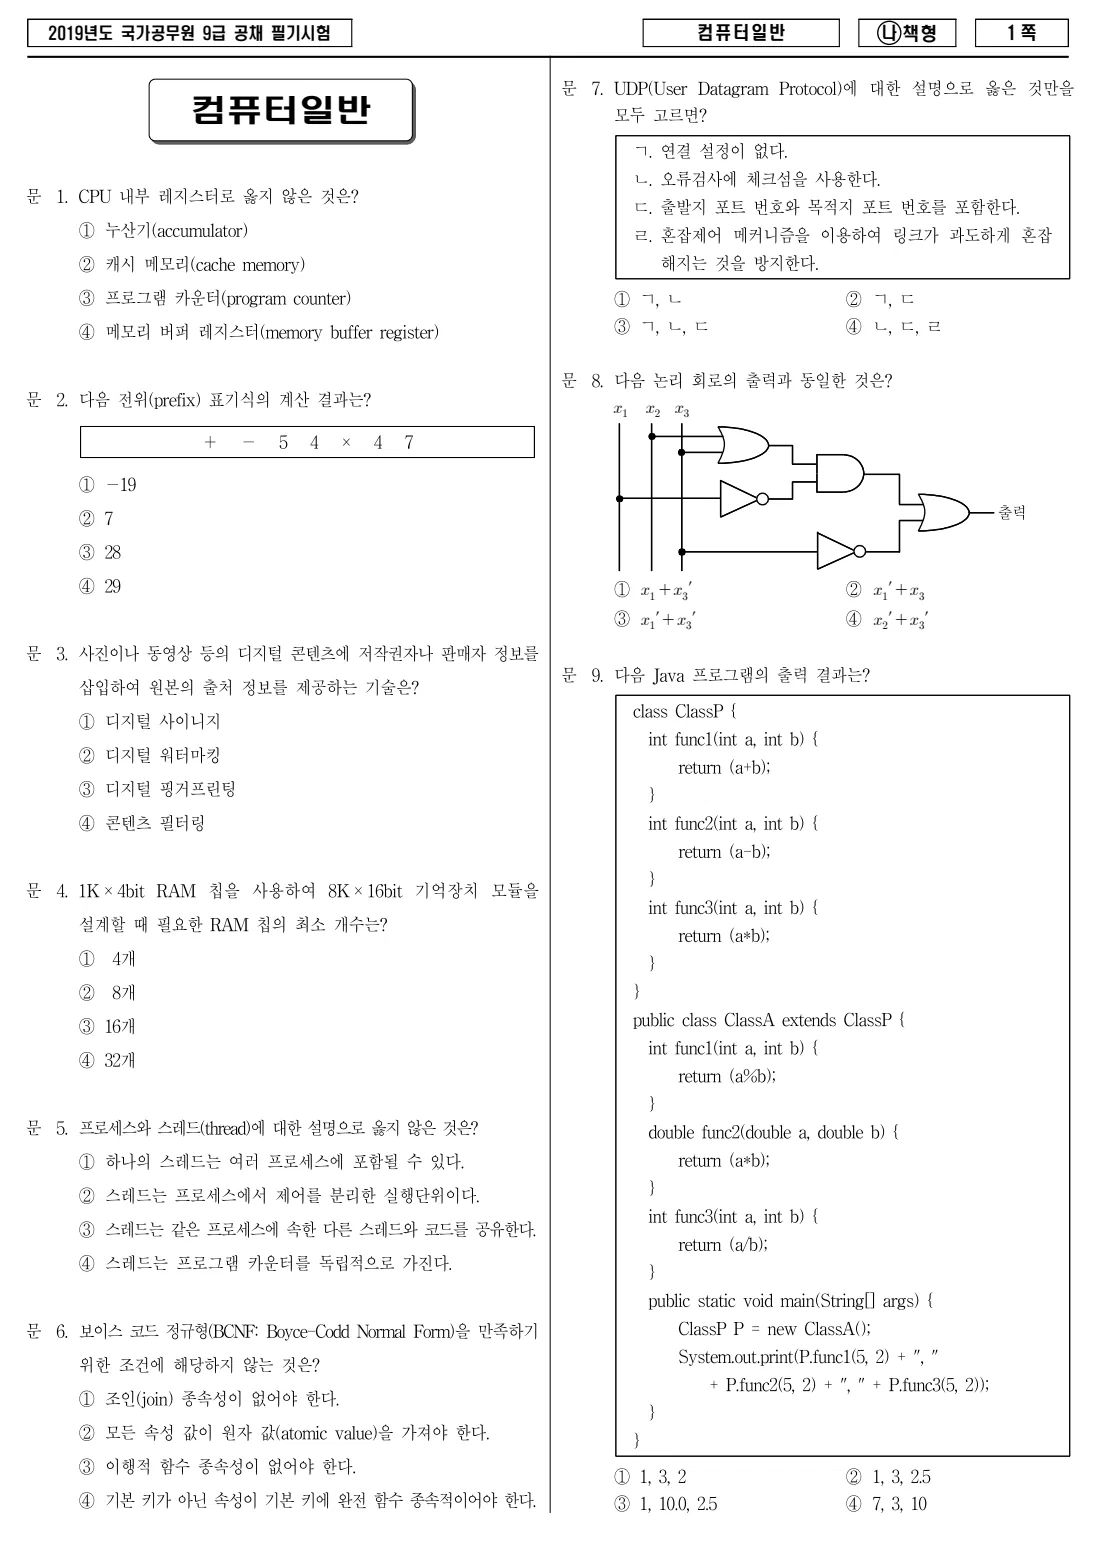 2019년도 국가공무원 9급 공채 필기시험
컴퓨터일반
나책형
1 쪽
컴퓨터일반
문 1. CPU 내부 레지스터로 옳지 않은 것은?
① 누산기(accumulator)
② 캐시 메모리(cache memory)
③ 프로그램 카운터(program counter)
④ 메모리 버퍼 레지스터(memory buffer register)
문 2. 다음 전위(prefix) 표기식의 계산 결과는?
+ - 5 4 × 4 7
① -19
② 7
③ 28
④ 29
문 3. 사진이나 동영상 등의 디지털 콘텐츠에 저작권자나 판매자 정보를
삽입하여 원본의 출처 정보를 제공하는 기술은?
① 디지털 사이니지
② 디지털 워터마킹
③ 디지털 핑거프린팅
④ 콘텐츠 필터링
문 4. 1K × 4bit RAM 칩을 사용하여 8K × 16bit 기억장치 모듈을
설계할 때 필요한 RAM 칩의 최소 개수는?
① 4개
② 8개
③ 16개
④ 32개
문 5. 프로세스와 스레드(thread)에 대한 설명으로 옳지 않은 것은?
① 하나의 스레드는 여러 프로세스에 포함될 수 있다.
② 스레드는 프로세스에서 제어를 분리한 실행단위이다.
③ 스레드는 같은 프로세스에 속한 다른 스레드와 코드를 공유한다.
④ 스레드는 프로그램 카운터를 독립적으로 가진다.
문 6. 보이스 코드 정규형(BCNF: Boyce-Codd Normal Form)을 만족하기
위한 조건에 해당하지 않는 것은?
① 조인(join) 종속성이 없어야 한다.
② 모든 속성 값이 원자 값(atomic value)을 가져야 한다.
③ 이행적 함수 종속성이 없어야 한다.
④ 기본 키가 아닌 속성이 기본 키에 완전 함수 종속적이어야 한다.
문 7. UDP(User Datagram Protocol)에 대한 설명으로 옳은 것만을
모두 고르면?
ㄱ. 연결 설정이 없다.
ㄴ. 오류검사에 체크섬을 사용한다.
ㄷ. 출발지 포트 번호와 목적지 포트 번호를 포함한다.
ㄹ. 혼잡제어 메커니즘을 이용하여 링크가 과도하게 혼잡
해지는 것을 방지한다.
① ㄱ, ㄴ ② ㄱ, ㄷ
③ ㄱ, ㄴ, ㄷ ④ ㄴ, ㄷ, ㄹ
문 8. 다음 논리 회로의 출력과 동일한 것은?
x₁ x₂ x₃
출력
① x₁+x₃′ ② x₁′+x₃
③ x₁′+x₃′ ④ x₂′+x₃′
문 9. 다음 Java 프로그램의 출력 결과는?
class ClassP {
int func1(int a, int b) {
return (a+b);
}
int func2(int a, int b) {
return (a-b);
}
int func3(int a, int b) {
return (a*b);
}
}
public class ClassA extends ClassP {
int func1(int a, int b) {
return (a%b);
}
double func2(double a, double b) {
return (a*b);
}
int func3(int a, int b) {
return (a/b);
}
public static void main(String[] args) {
ClassP P = new ClassA();
System.out.print(P.func1(5, 2) + ″, ″
+ P.func2(5, 2) + ″, ″ + P.func3(5, 2));
}
}
① 1, 3, 2 ② 1, 3, 2.5
③ 1, 10.0, 2.5 ④ 7, 3, 10